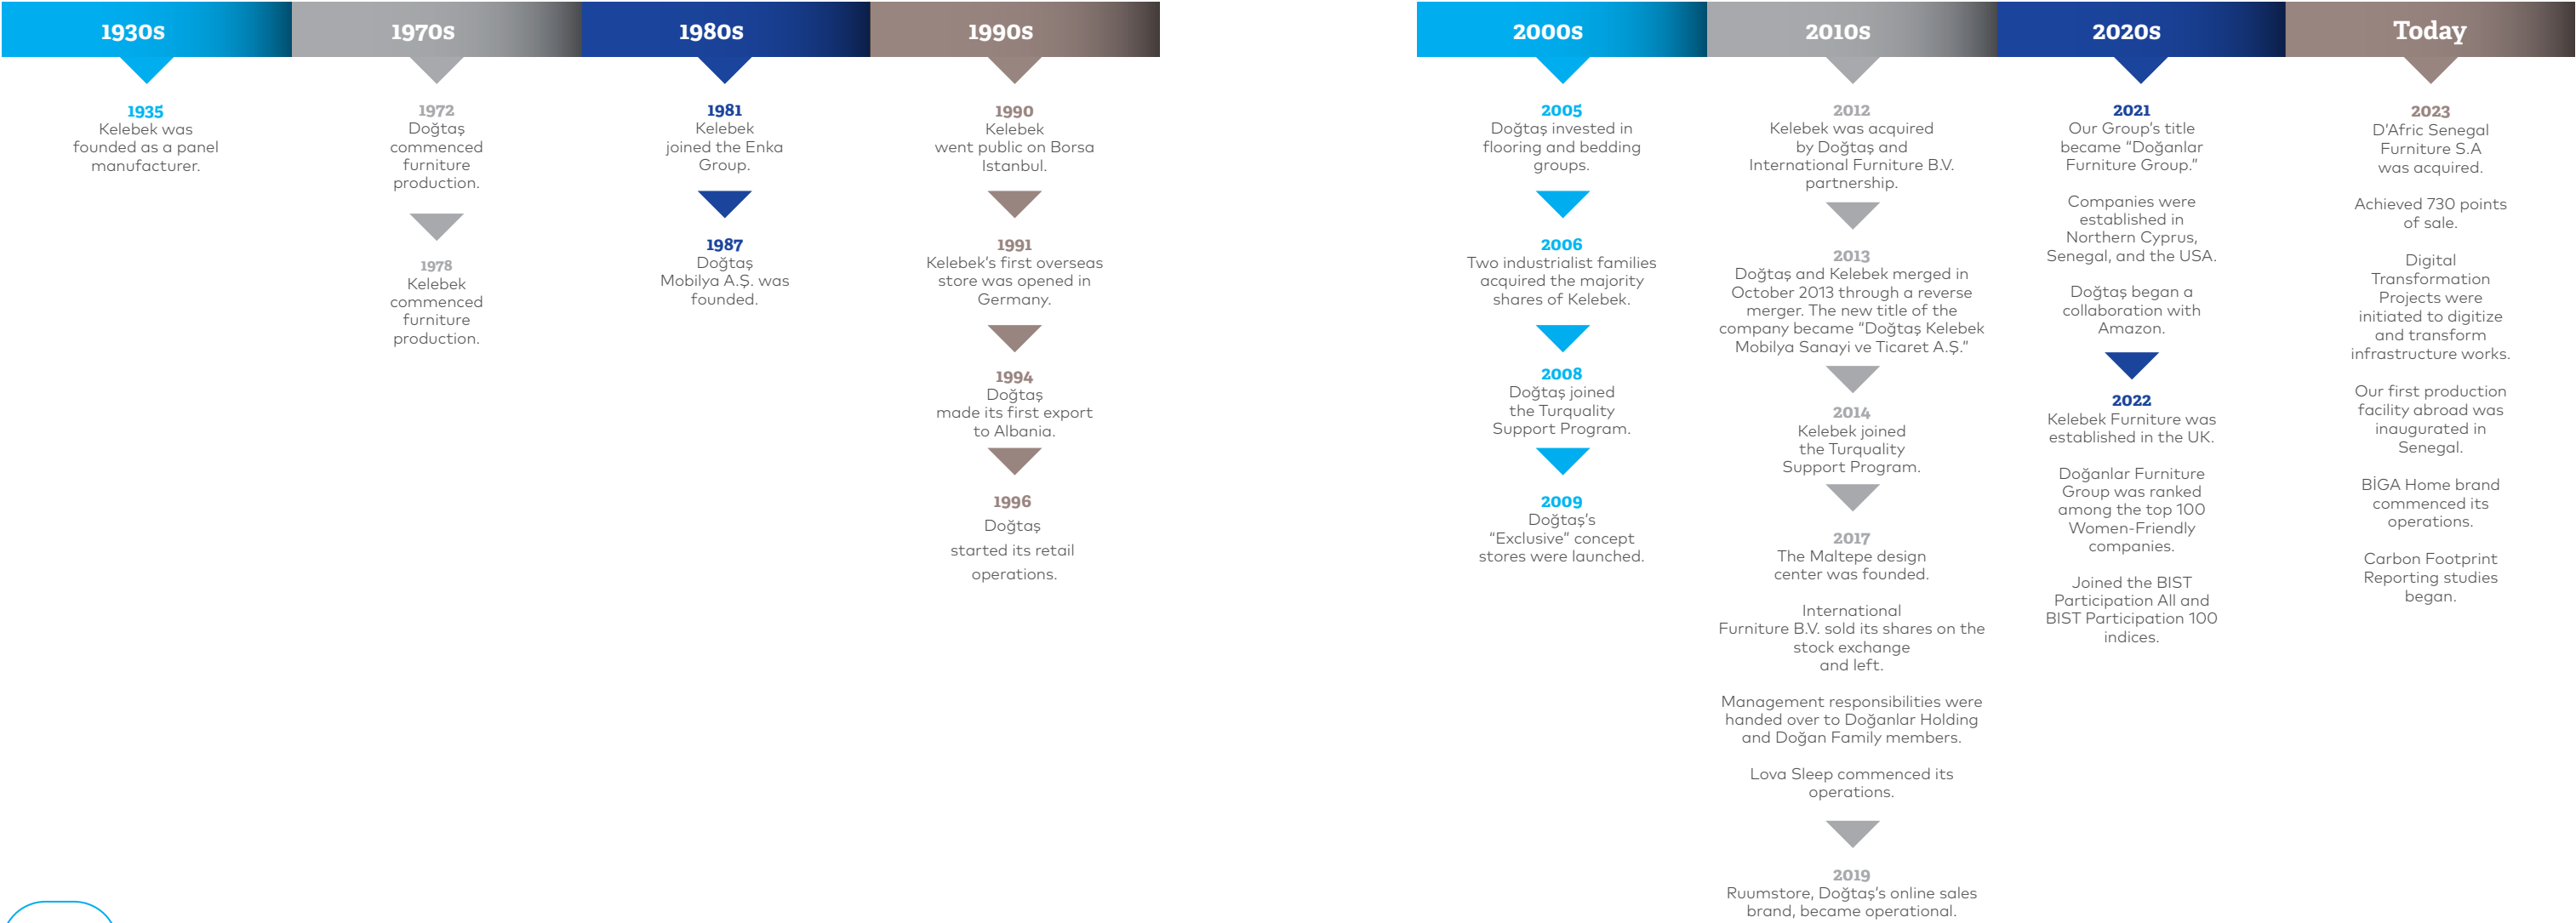 1930s
1935
Kelebek was
founded as a panel
manufacturer.
1970s
1972
Doğtaş
commenced
furniture
production.
1978
Kelebek
commenced
furniture
production.
1980s
1981
Kelebek
joined the Enka
Group.
1987
Doğtaş
Mobilya A.Ş. was
founded.
1990s
1990
Kelebek
went public on Borsa
Istanbul.
1991
Kelebek's first overseas
store was opened in
Germany.
1994
Doğtaş
made its first export
to Albania.
1996
Doğtaş
started its retail
operations.
2000s
2005
Doğtaş invested in
flooring and bedding
groups.
2006
Two industrialist families
acquired the majority
shares of Kelebek.
2008
Doğtaş joined
the Turquality
Support Program.
2009
Doğtaş's
“Exclusive” concept
stores were launched.
2010s
2012
Kelebek was acquired
by Doğtaş and
International Furniture B.V.
partnership.
2013
Doğtaş and Kelebek merged in
October 2013 through a reverse
merger. The new title of the
company became “Doğtaş Kelebek
Mobilya Sanayi ve Ticaret A.Ş.”
2014
Kelebek joined
the Turquality
Support Program.
2017
The Maltepe design
center was founded.
International
Furniture B.V. sold its shares on the
stock exchange
and left.
Management responsibilities were
handed over to Doğanlar Holding
and Doğan Family members.
Lova Sleep commenced its
operations.
2019
Ruumstore, Doğtaş's online sales
brand, became operational.
2020s
2021
Our Group's title
became “Doğanlar
Furniture Group.”
Companies were
established in
Northern Cyprus,
Senegal, and the USA.
Doğtaş began a
collaboration with
Amazon.
2022
Kelebek Furniture was
established in the UK.
Doğanlar Furniture
Group was ranked
among the top 100
Women-Friendly
companies.
Joined the BIST
Participation All and
BIST Participation 100
indices.
Today
2023
D'Afric Senegal
Furniture S.A
was acquired.
Achieved 730 points
of sale.
Digital
Transformation
Projects were
initiated to digitize
and transform
infrastructure works.
Our first production
facility abroad was
inaugurated in
Senegal.
BİGA Home brand
commenced its
operations.
Carbon Footprint
Reporting studies
began.